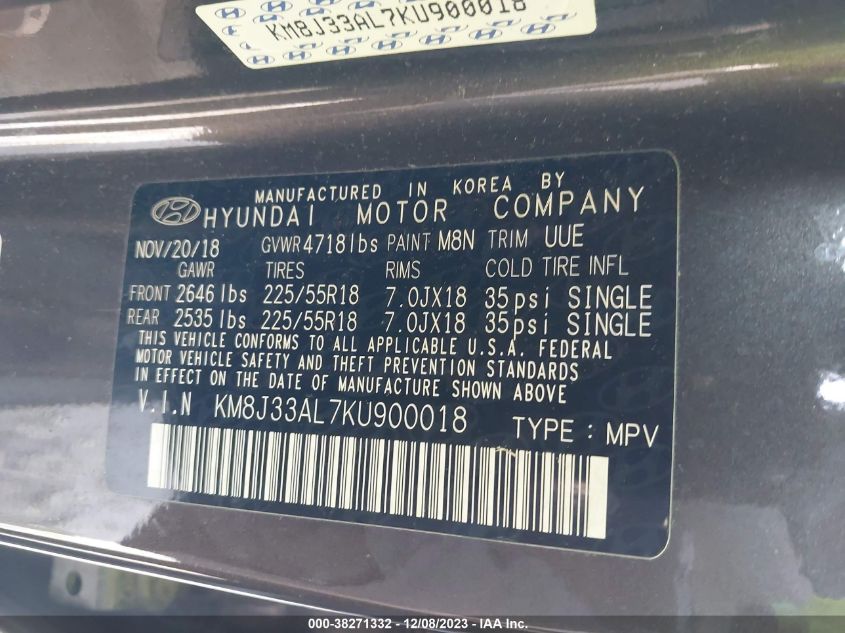 KM8J33AL7KU900018
MANUFACTURED IN KOREA BY
HYUNDAI MOTOR COMPANY
NOV/20/18 GVWR 4718 lbs PAINT M8N TRIM UUE
GAWR TIRES RIMS COLD TIRE INFL
FRONT 2646 lbs 225/55R18 7.0JX18 35psi SINGLE
REAR 2535 lbs 225/55R18 7.0JX18 35psi SINGLE
THIS VEHICLE CONFORMS TO ALL APPLICABLE U.S.A. FEDERAL
MOTOR VEHICLE SAFETY AND THEFT PREVENTION STANDARDS
IN EFFECT ON THE DATE OF MANUFACTURE SHOWN ABOVE
V.I.N KM8J33AL7KU900018 TYPE : MPV
000-38271332 - 12/08/2023 - IAA Inc.